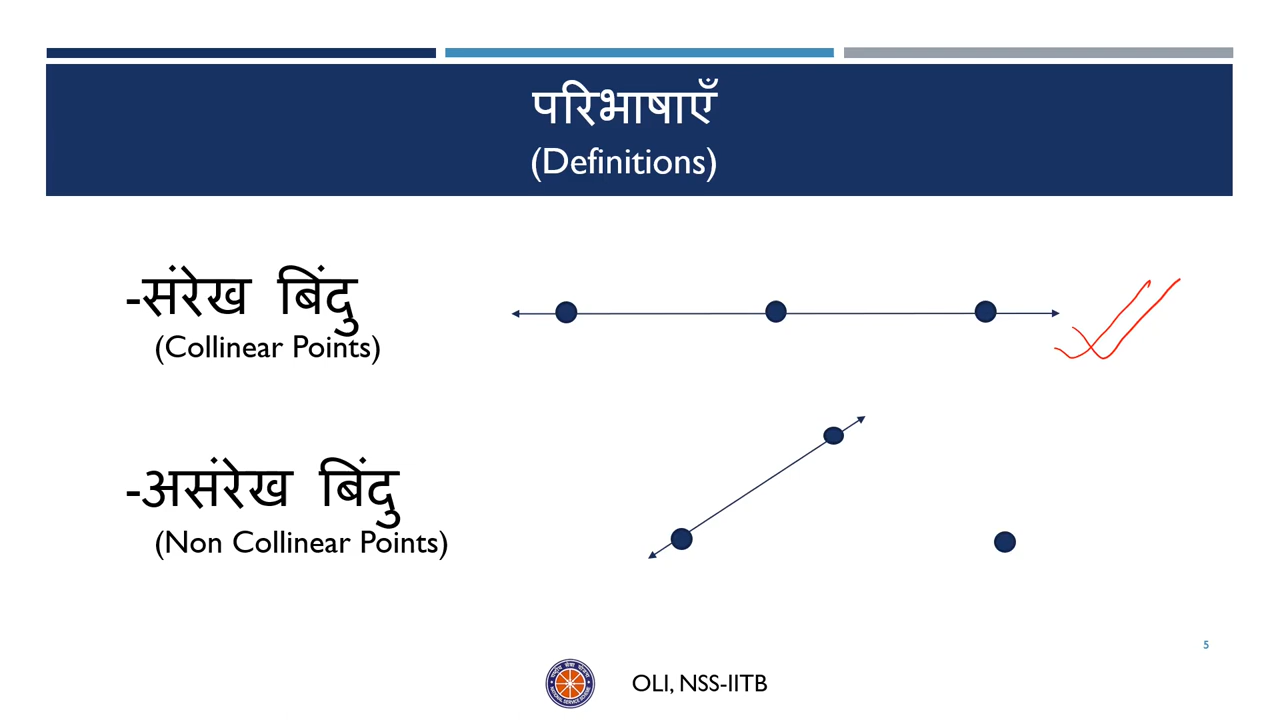 परिभाषाएँ
(Definitions)
-संरेख बिंदु
(Collinear Points)
-असंरेख बिंदु
(Non Collinear Points)
5
OLI, NSS-IITB